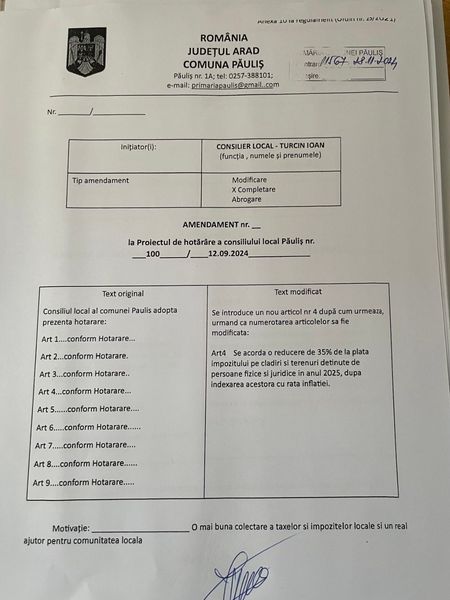 Anexa 10 la regulament (Ordin nr. 25/2021)
ROMÂNIA
JUDEȚUL ARAD
COMUNA PĂULIȘ
Păuliș nr. 1A; tel: 0257-388101;
e-mail: primariapaulis@gmail..com
NEI PĂULIȘ
11567 28.11.2024
Nr. ________/_____________
Inițiator(i):
CONSILIER LOCAL - TURCIN IOAN
(funcția , numele și prenumele)
Tip amendament
Modificare
X Completare
Abrogare
AMENDAMENT nr. __
la Proiectul de hotărâre a consiliului local Păuliș nr.
___100______/____12.09.2024______________
Text original
Consiliul local al comunei Paulis adopta
prezenta hotarare:
Art 1....conform Hotarare...
Art 2...conform Hotarare.
Art 3...conform Hotarare..
Art 4...conform Hotarare...
Art 5......conform Hotarare....
Art 6.....conform Hotarare......
Art 7.....conform Hotarare....
Art 8....conform Hotarare......
Art 9....conform Hotarare.....
Text modificat
Se introduce un nou articol nr 4 după cum urmeaza,
urmand ca numerotarea articolelor sa fie
modificata:
Art4 Se acorda o reducere de 35% de la plata
impozitului pe cladiri si terenuri detinute de
persoane fizice si juridice in anul 2025, dupa
indexarea acestora cu rata inflatiei.
Motivație: ____________________ O mai buna colectare a taxelor si impozitelor locale si un real
ajutor pentru comunitatea locala